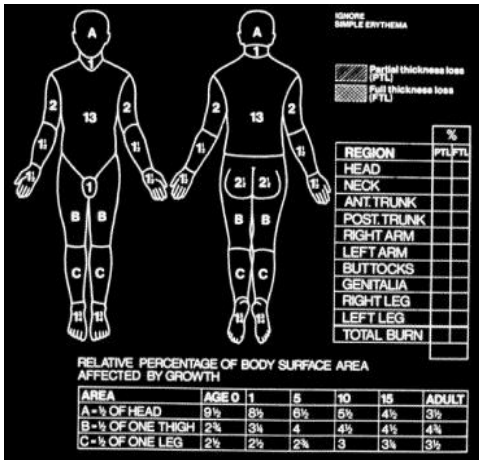 IGNORE
SIMPLE ERYTHEMA
Partial thickness loss
(PTL)
Full thickness loss
(FTL)
A
1
2
13
2
1½
1½
1½
1½
1
B
B
C
C
1¾
1¾
A
1
2
13
2
1½
1½
1½
1½
2½
2½
B
B
C
C
1¾
1¾
%
REGION PTL FTL
HEAD
NECK
ANT. TRUNK
POST. TRUNK
RIGHT ARM
LEFT ARM
BUTTOCKS
GENITALIA
RIGHT LEG
LEFT LEG
TOTAL BURN
RELATIVE PERCENTAGE OF BODY SURFACE AREA
AFFECTED BY GROWTH
AREA AGE 0 1 5 10 15 ADULT
A = ½ OF HEAD 9½ 8½ 6½ 5½ 4½ 3½
B = ½ OF ONE THIGH 2¾ 3¼ 4 4½ 4½ 4¾
C = ½ OF ONE LEG 2½ 2½ 2¾ 3 3¼ 3½